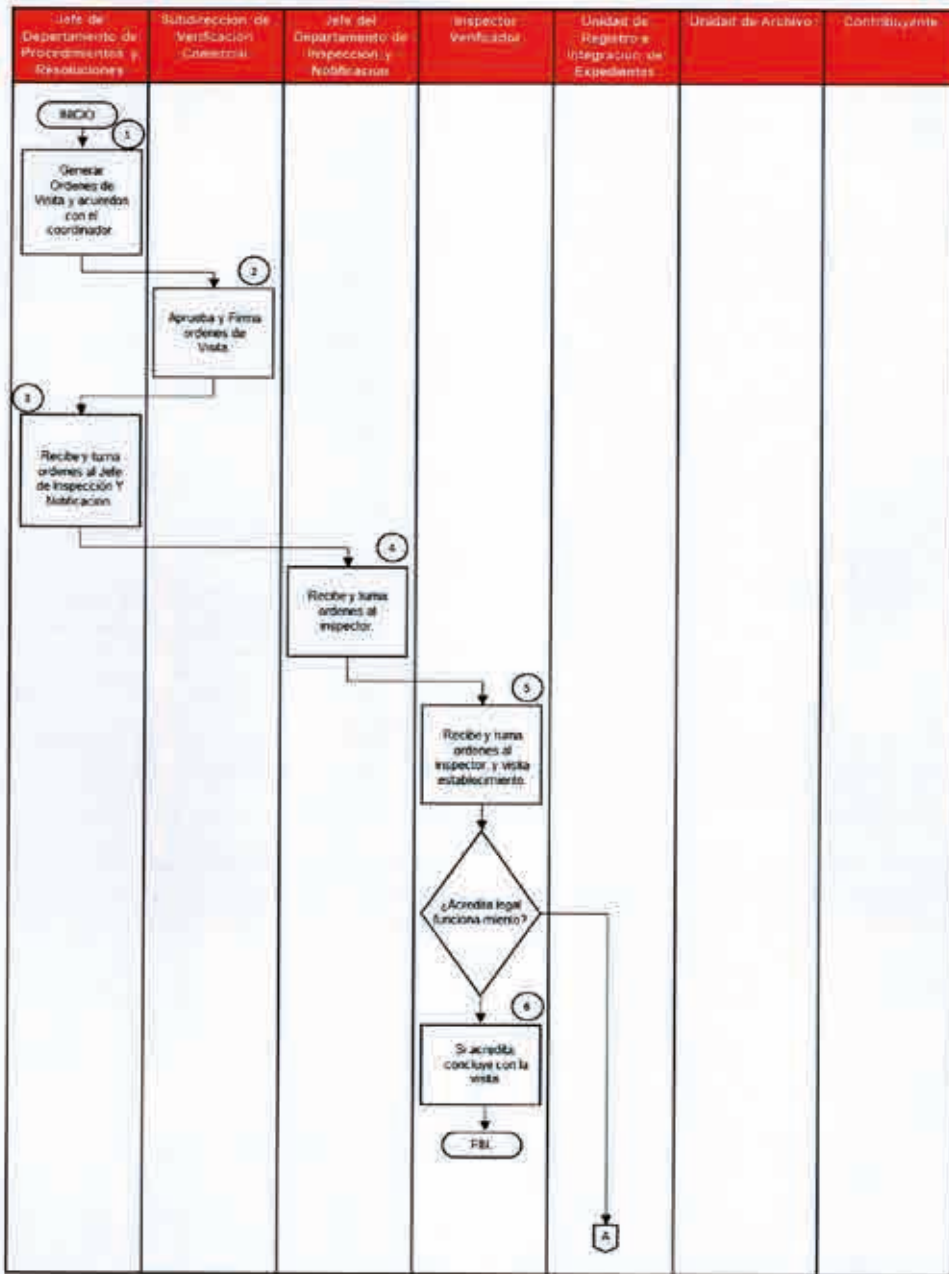 Jefe de
Departamento de
Procedimientos y
Resoluciones
Subdirección de
Verificación
Comercial
Jefe del
Departamento de
Inspección y
Notificación
Inspector
Verificador
Unidad de
Registro e
Integración de
Expedientes
Unidad de Archivo
Contribuyente
INICIO
1
Generar
Ordenes de
Visita y acuerdos
con el
coordinador.
2
Aprueba y Firma
ordenes de
Visita.
3
Recibe y turna
ordenes al Jefe
de Inspección Y
Notificación.
4
Recibe y turna
ordenes al
inspector.
5
Recibe y turna
ordenes al
inspector, y visita
establecimiento.
¿Acredita legal
funciona miento?
6
Si acredita,
concluye con la
visita
FIN.
A